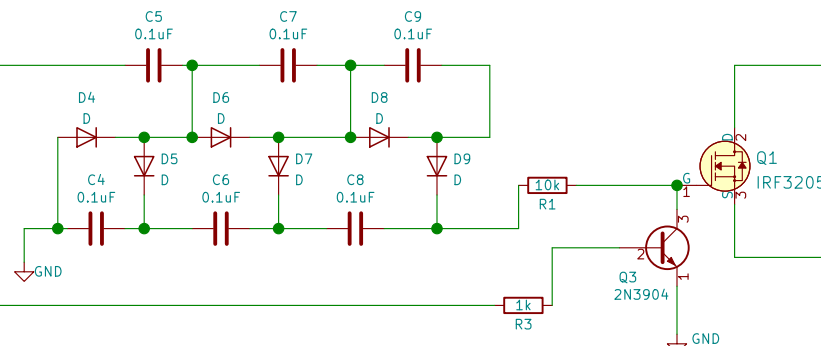 C5
0.1uF
C7
0.1uF
C9
0.1uF
D4
D
D6
D
D8
D
D5
D
D7
D
D9
D
C4
0.1uF
C6
0.1uF
C8
0.1uF
GND
10k
R1
1k
R3
D
2
G
1
S
3
Q1
IRF3205
3
2
1
Q3
2N3904
GND